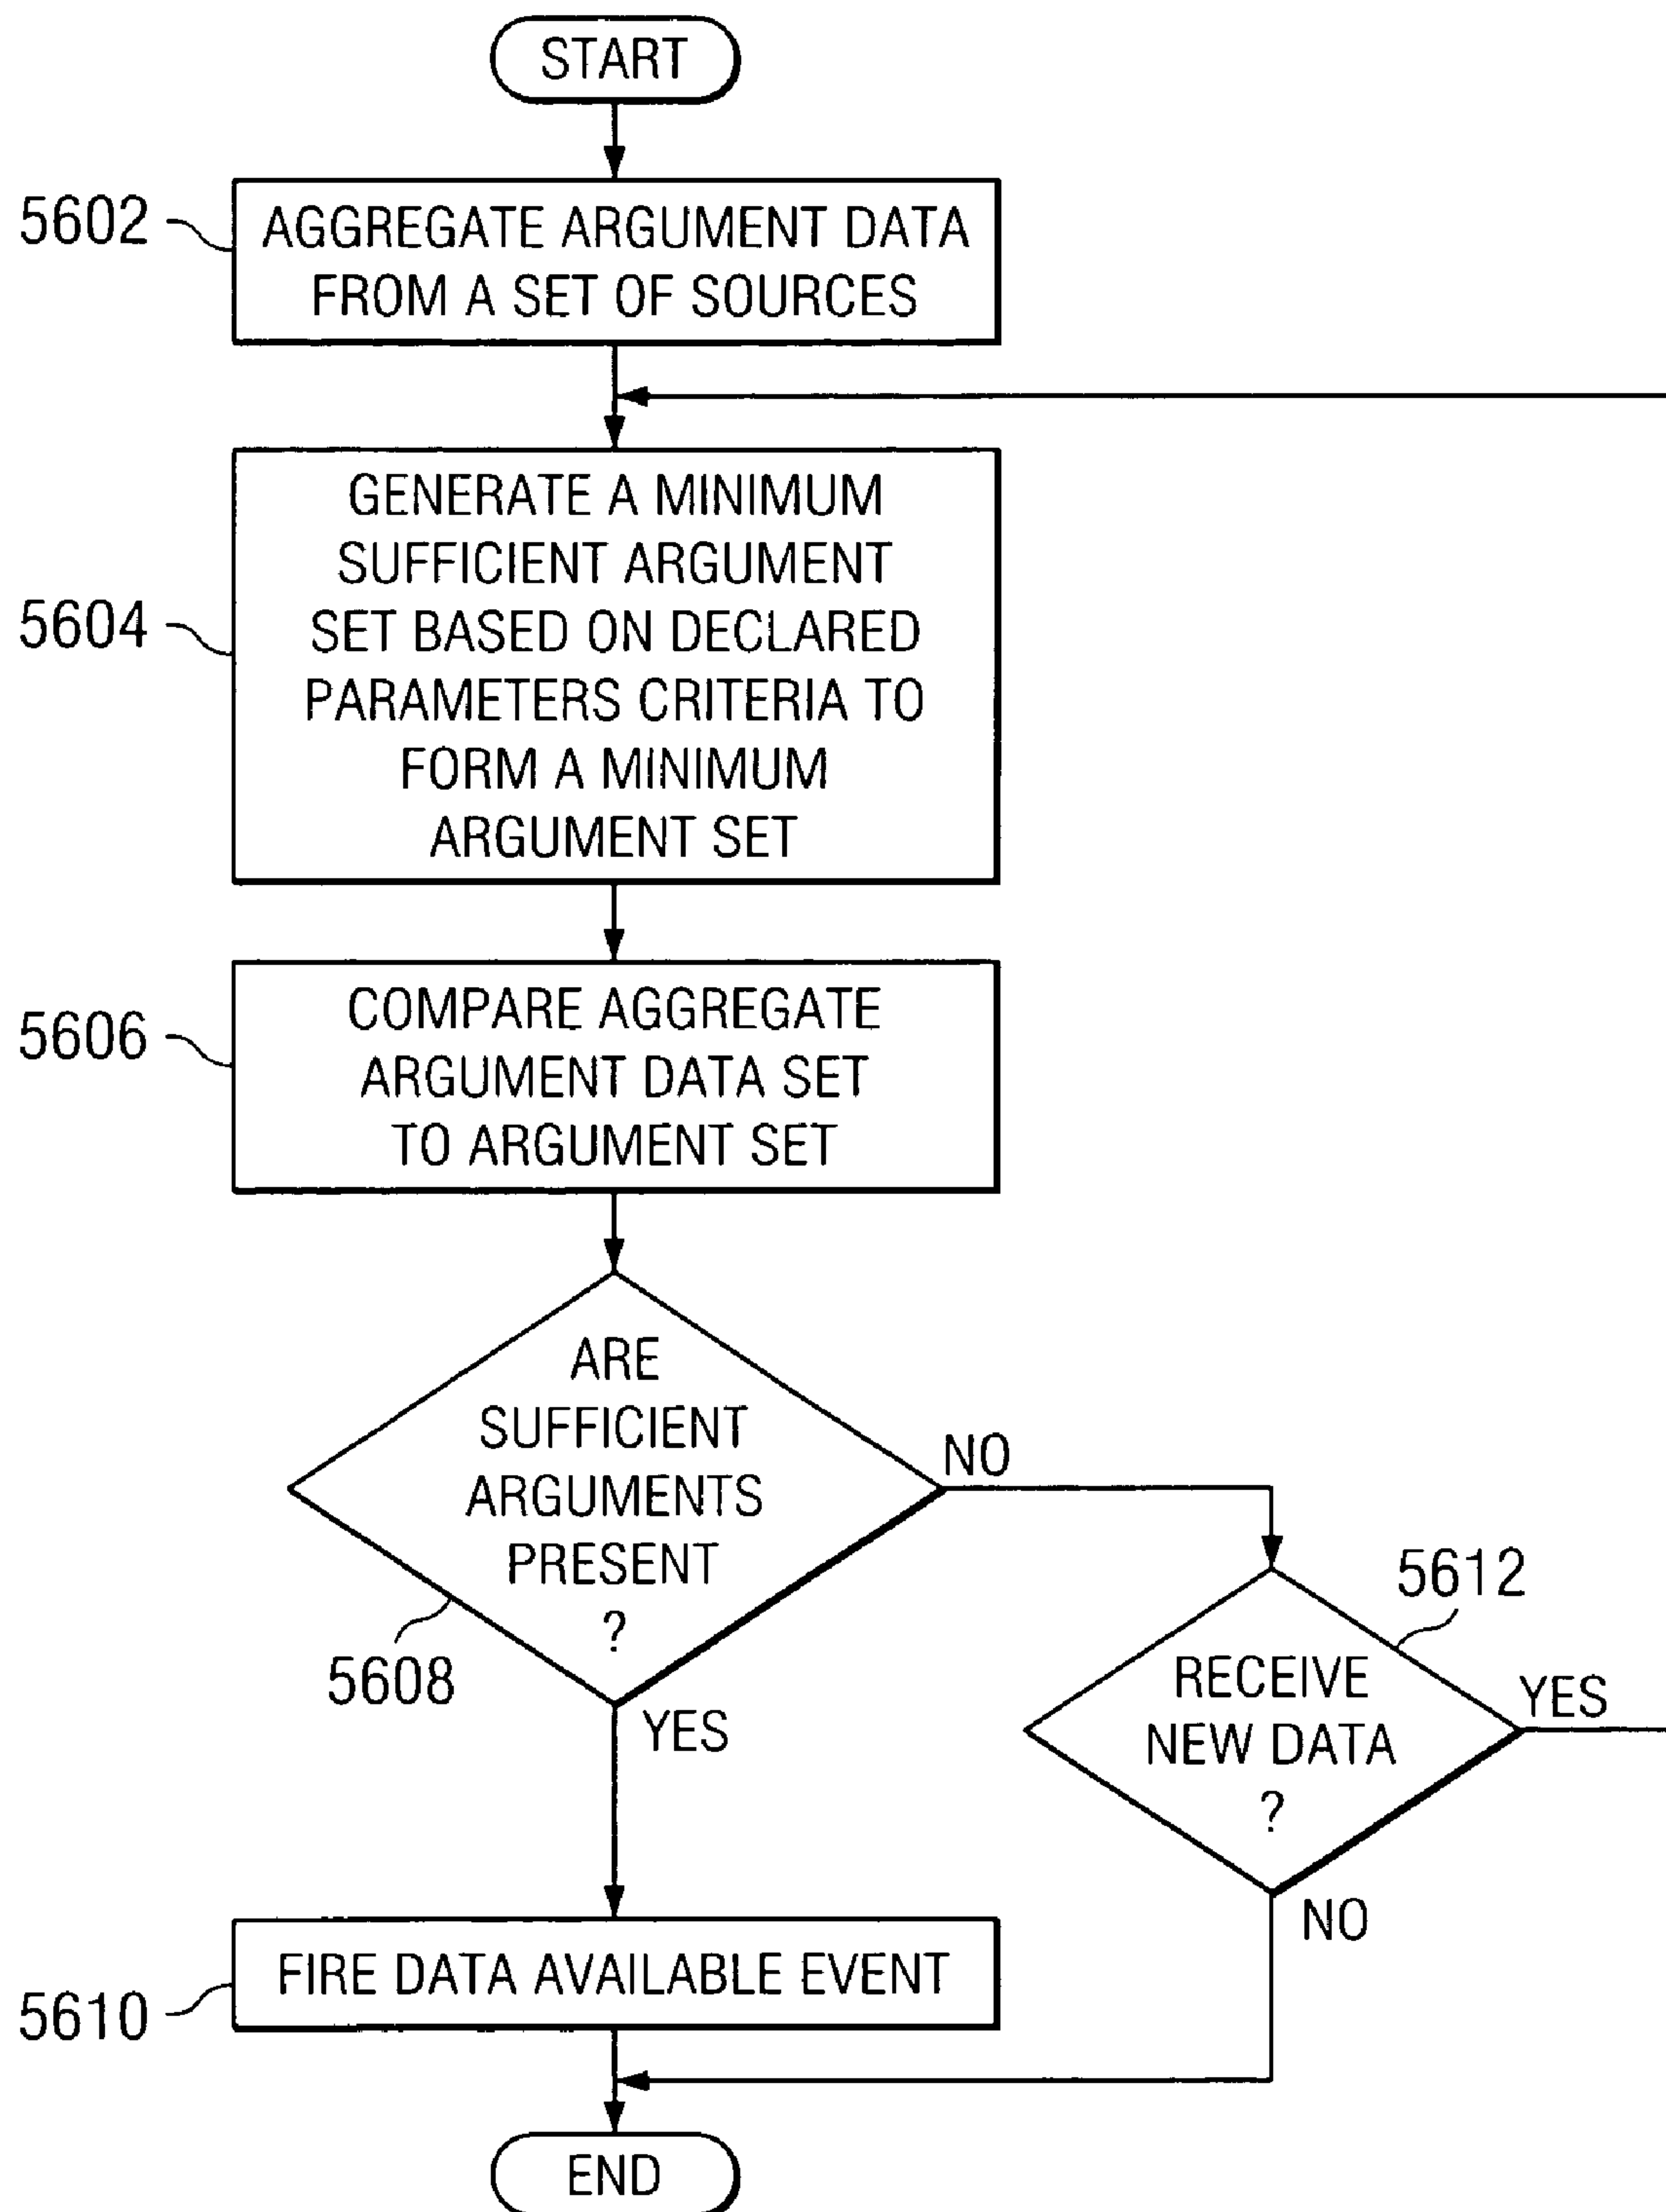 START
5602
AGGREGATE ARGUMENT DATA
FROM A SET OF SOURCES
5604
GENERATE A MINIMUM
SUFFICIENT ARGUMENT
SET BASED ON DECLARED
PARAMETERS CRITERIA TO
FORM A MINIMUM
ARGUMENT SET
5606
COMPARE AGGREGATE
ARGUMENT DATA SET
TO ARGUMENT SET
ARE
SUFFICIENT
ARGUMENTS
PRESENT
?
NO
5608
YES
5612
RECEIVE
NEW DATA
?
YES
NO
5610
FIRE DATA AVAILABLE EVENT
END